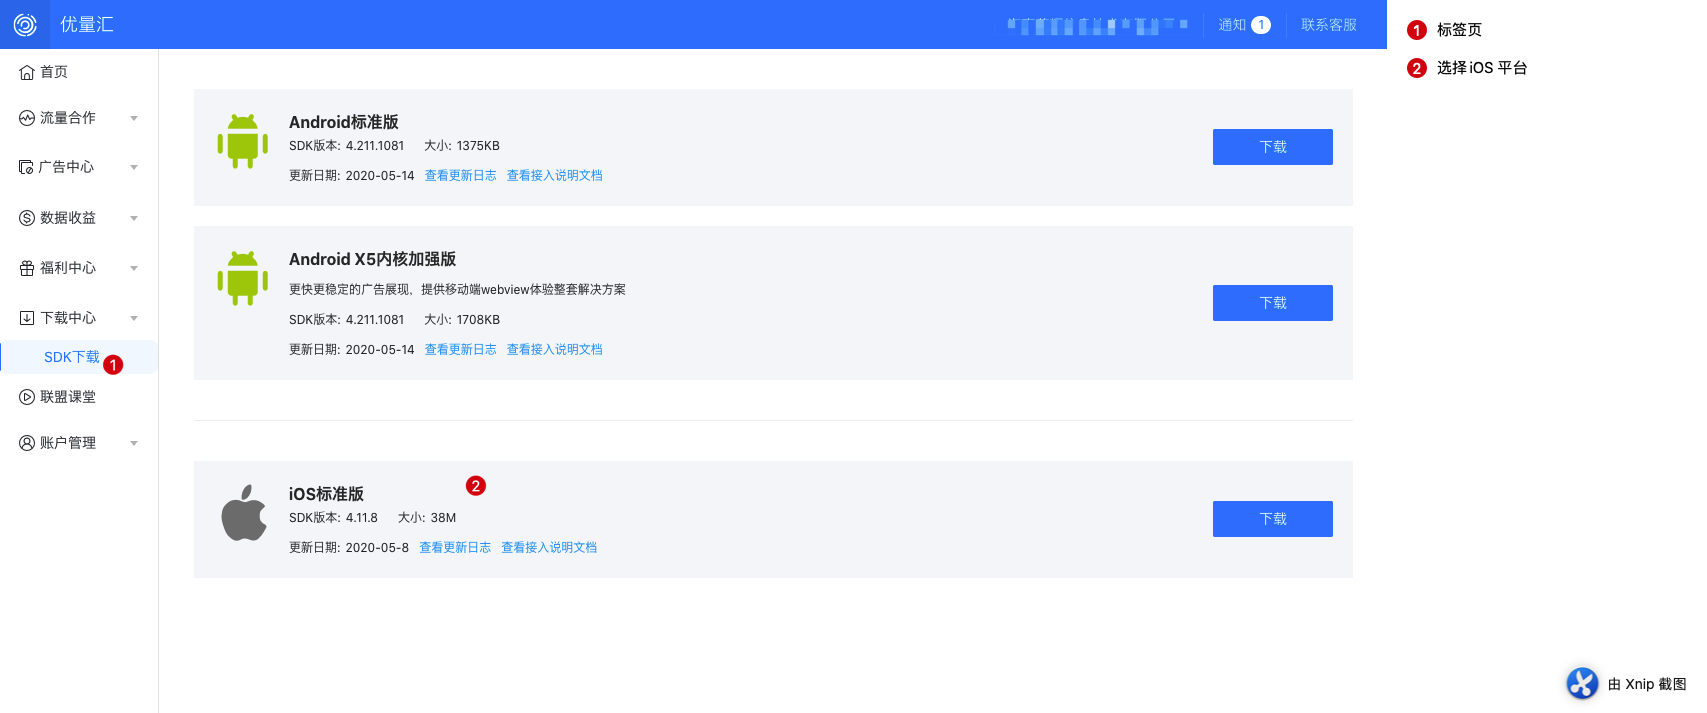 优量汇
通知 1
联系客服
首页
流量合作
广告中心
数据收益
福利中心
下载中心
SDK下载 1
联盟课堂
账户管理
Android标准版
SDK版本: 4.211.1081 大小: 1375KB
更新日期: 2020-05-14 查看更新日志 查看接入说明文档
下载
Android X5内核加强版
更快更稳定的广告展现，提供移动端webview体验整套解决方案
SDK版本: 4.211.1081 大小: 1708KB
更新日期: 2020-05-14 查看更新日志 查看接入说明文档
下载
iOS标准版 2
SDK版本: 4.11.8 大小: 38M
更新日期: 2020-05-8 查看更新日志 查看接入说明文档
下载
1 标签页
2 选择 iOS 平台
由 Xnip 截图